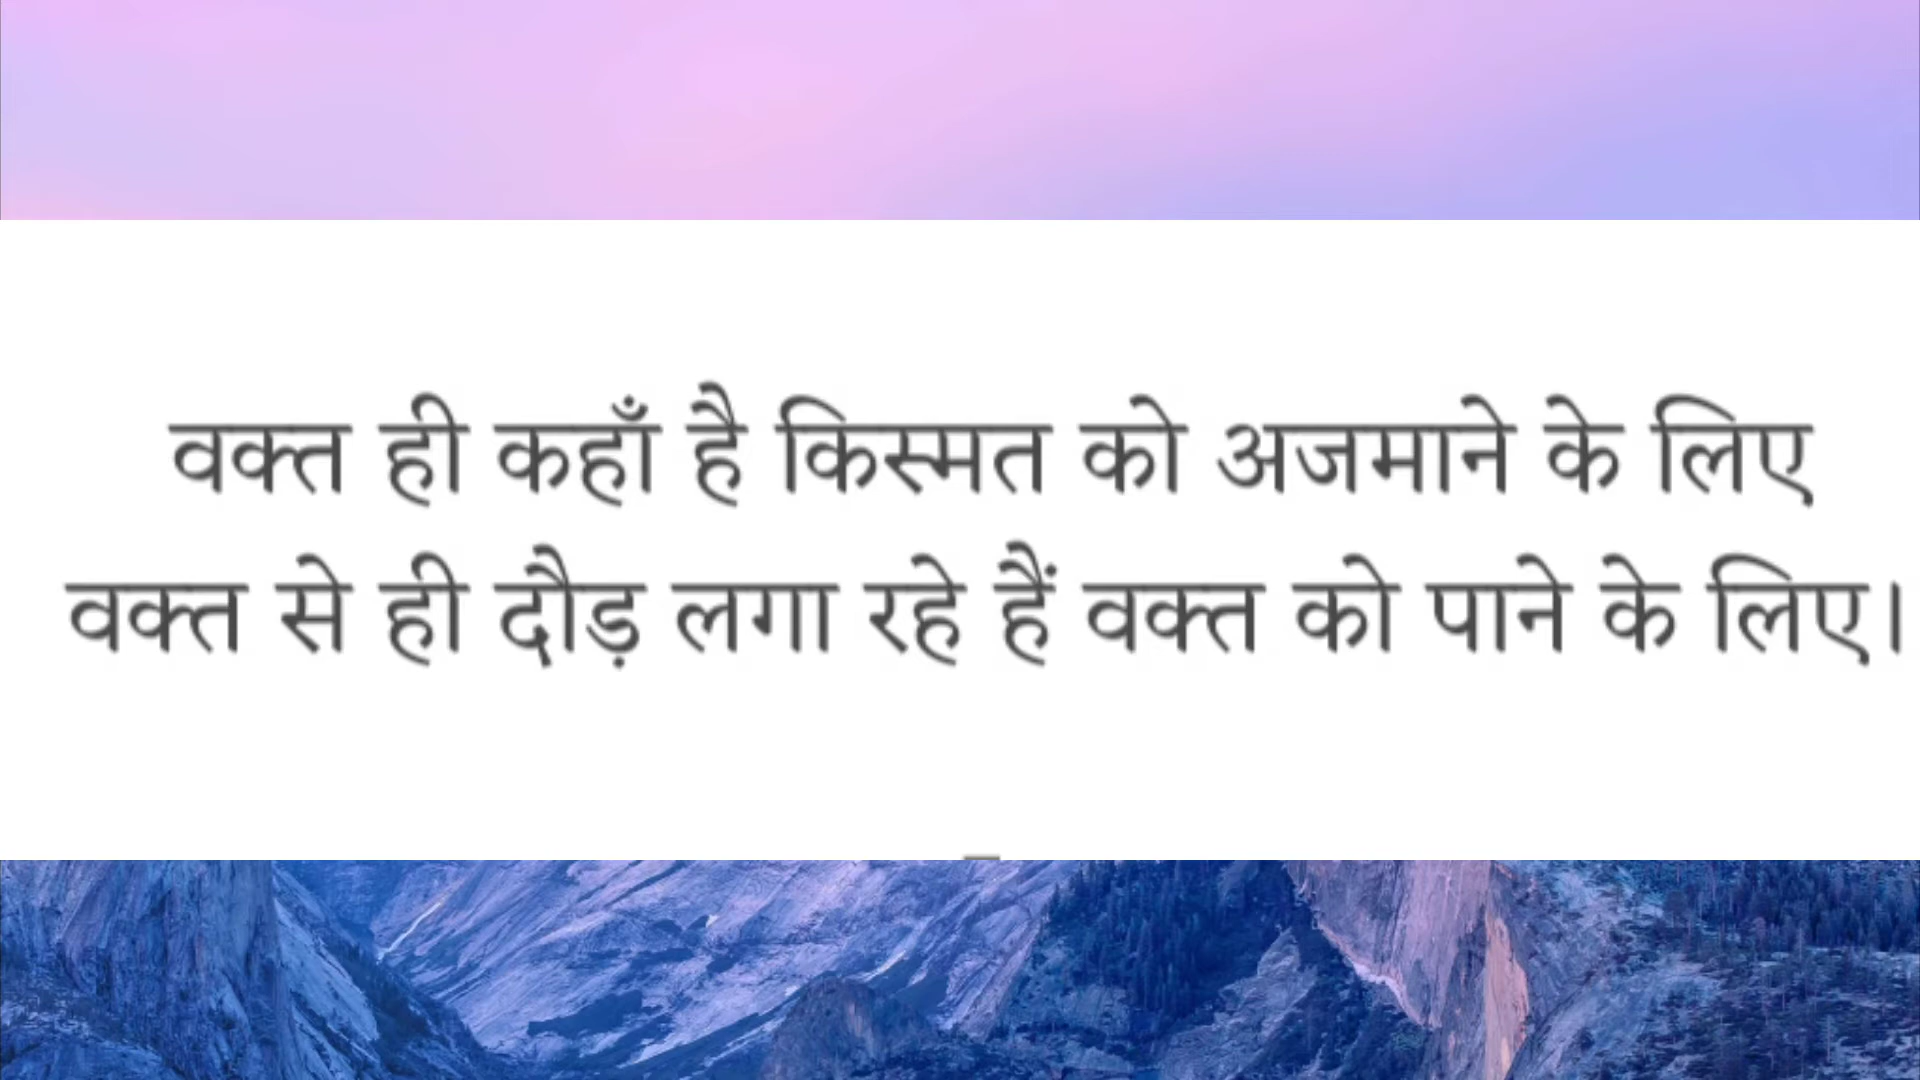 वक्त ही कहाँ है किस्मत को अजमाने के लिए
वक्त से ही दौड़ लगा रहे हैं वक्त को पाने के लिए।